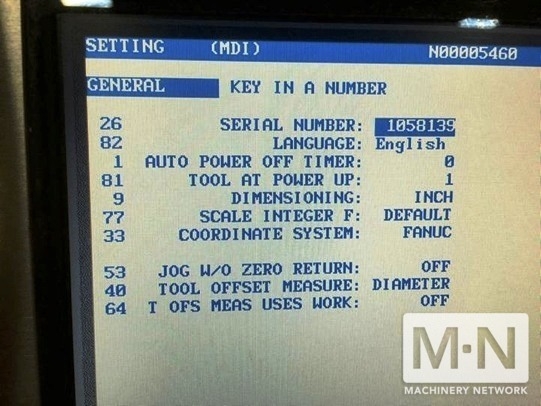 SETTING (MDI) N00005460
GENERAL KEY IN A NUMBER
26 SERIAL NUMBER: 1058139
82 LANGUAGE: English
1 AUTO POWER OFF TIMER: 0
81 TOOL AT POWER UP: 1
9 DIMENSIONING: INCH
77 SCALE INTEGER F: DEFAULT
33 COORDINATE SYSTEM: FANUC
53 JOG W/O ZERO RETURN: OFF
40 TOOL OFFSET MEASURE: DIAMETER
64 T OFS MEAS USES WORK: OFF
M·N
MACHINERY NETWORK